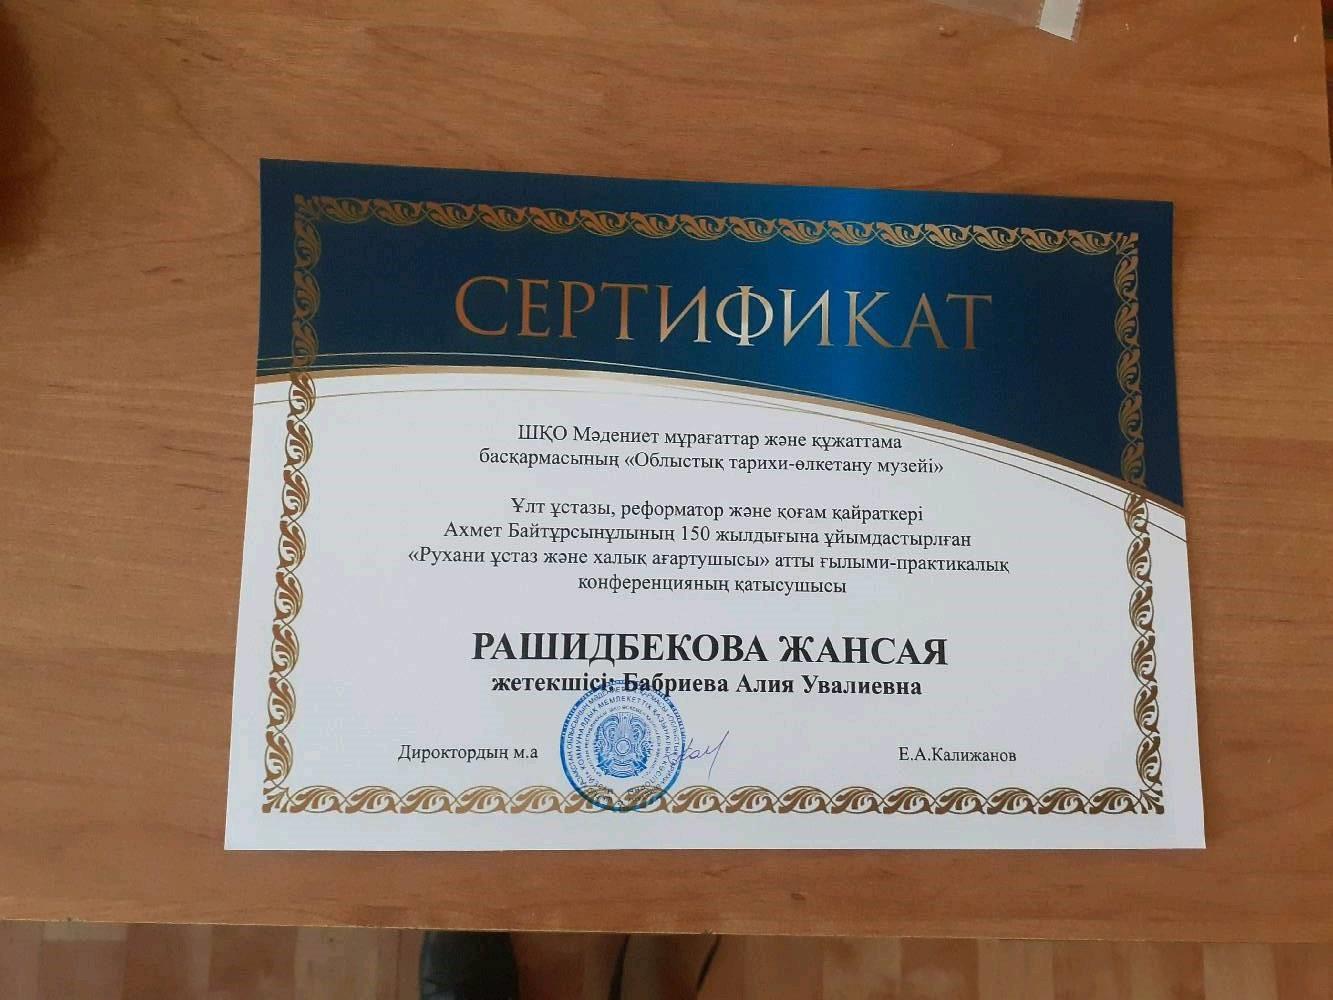 СЕРТИФИКАТ
ШҚО Мәдениет мұрағаттар және құжаттама
басқармасының «Облыстық тарихи-өлкетану музейі»
Ұлт ұстазы, реформатор және қоғам қайраткері
Ахмет Байтұрсынұлының 150 жылдығына ұйымдастырлған
«Рухани ұстаз және халық ағартушысы» атты ғылыми-практикалық
конференцияның қатысушысы
РАШИДБЕКОВА ЖАНСАЯ
жетекшісі: Бабриева Алия Увалиевна
Директордың м.а
Е.А.Калижанов